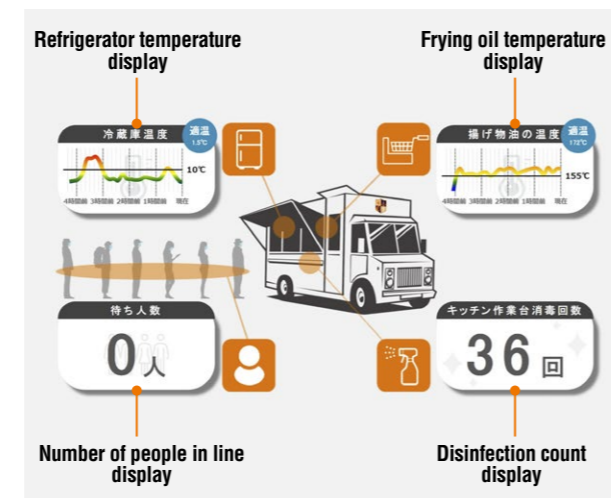 Refrigerator temperature
display
Frying oil temperature
display
冷蔵庫温度
適温
1.5℃
10℃
4時間前 3時間前 2時間前 1時間前 現在
揚げ物油の温度
適温
172℃
155℃
4時間前 3時間前 2時間前 1時間前 現在
待ち人数
0人
キッチン作業台消毒回数
36回
Number of people in line
display
Disinfection count
display